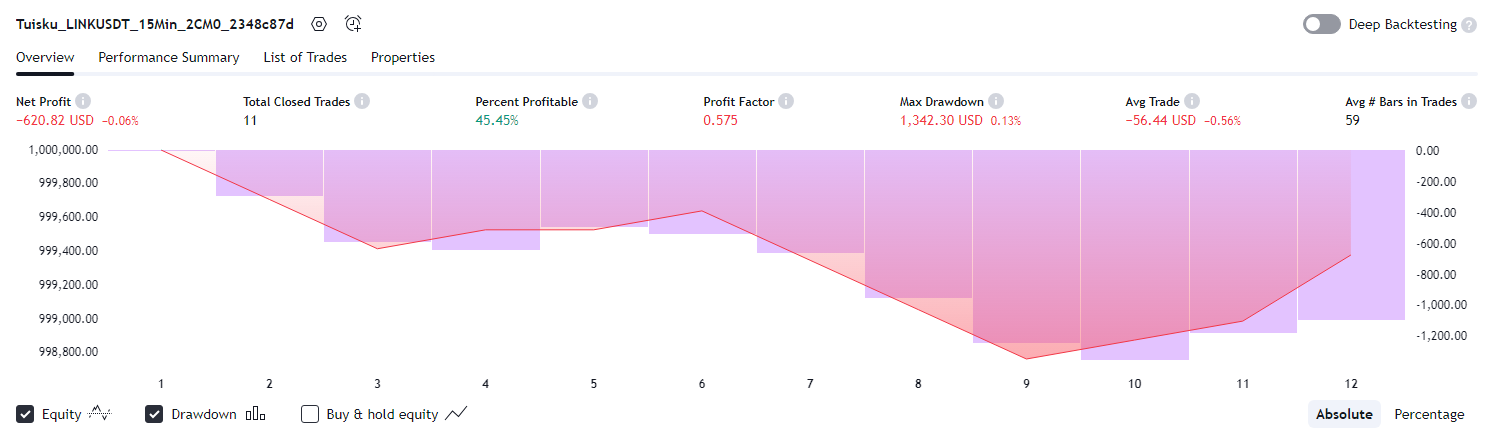 Tuisku_LINKUSDT_15Min_2CM0_2348c87d
Deep Backtesting ?
Overview Performance Summary List of Trades Properties
Net Profit Total Closed Trades Percent Profitable Profit Factor Max Drawdown Avg Trade Avg # Bars in Trades
−620.82 USD −0.06% 11 45.45% 0.575 1,342.30 USD 0.13% −56.44 USD −0.56% 59
1,000,000.00 0.00
999,800.00 -200.00
999,600.00 -400.00
999,400.00 -600.00
999,200.00 -800.00
999,000.00 -1,000.00
998,800.00 -1,200.00
1 2 3 4 5 6 7 8 9 10 11 12
Equity Drawdown Buy & hold equity Absolute Percentage